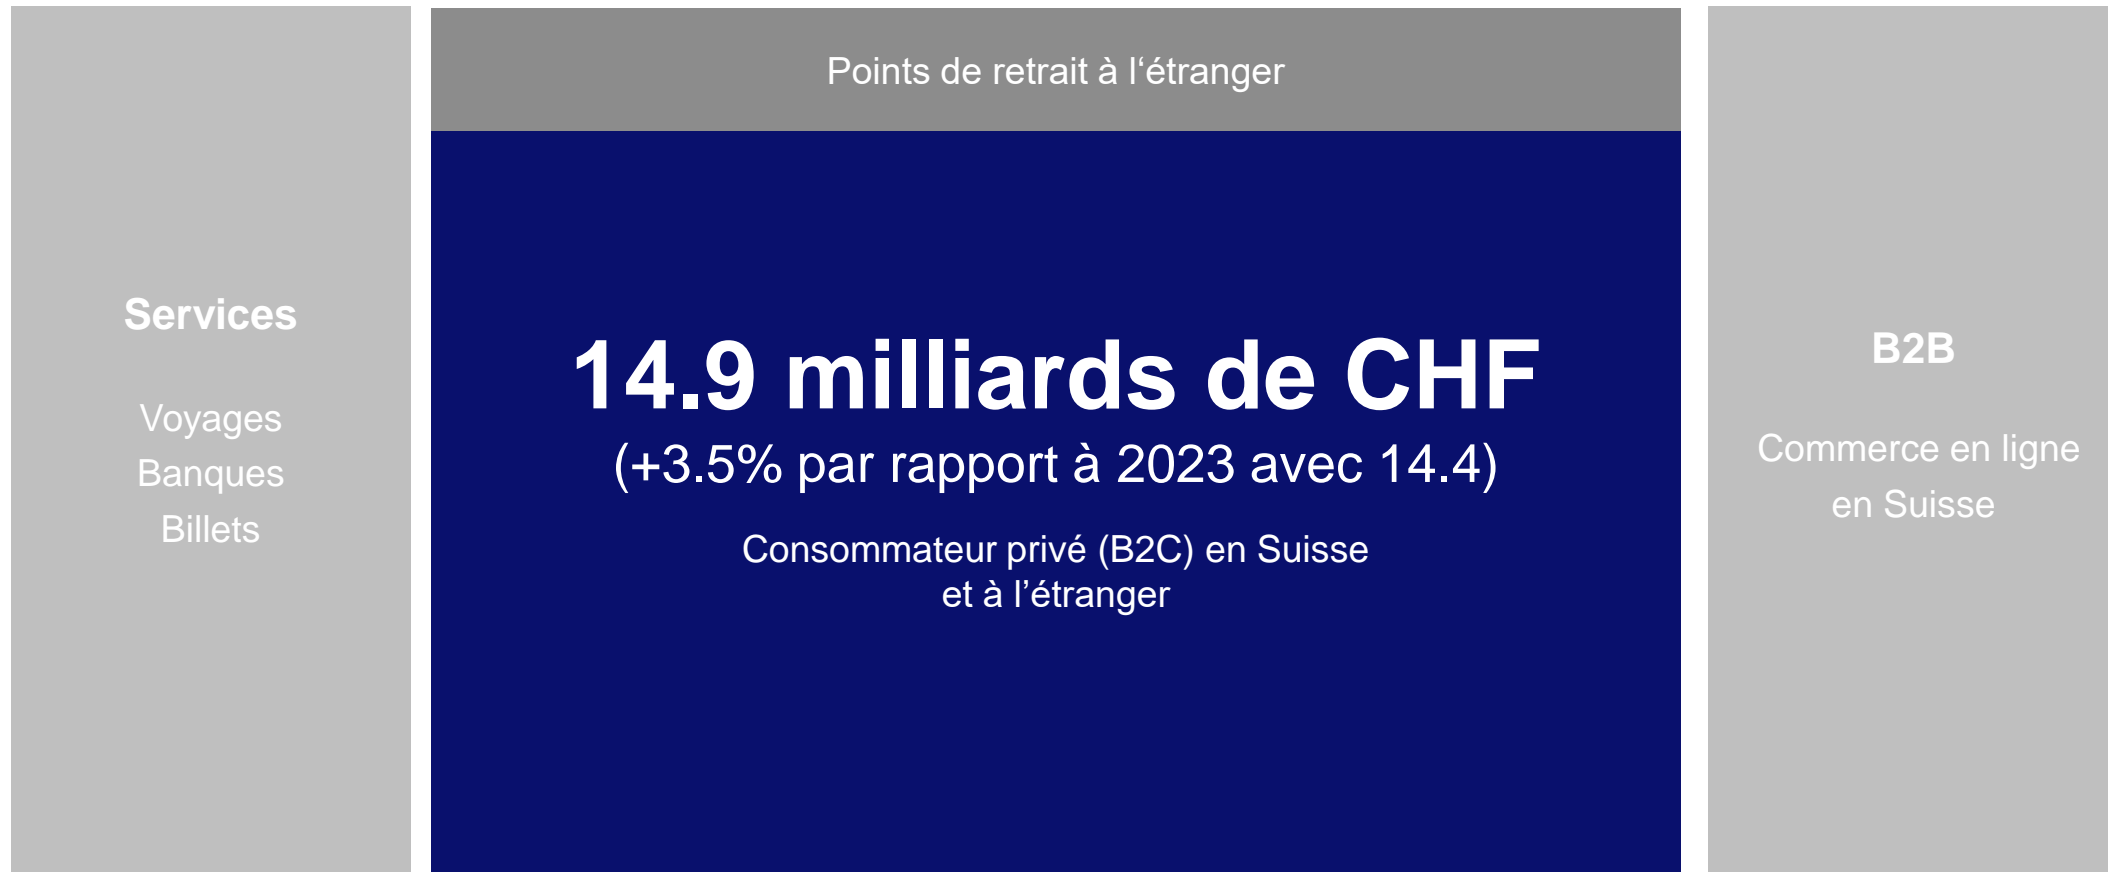 Points de retrait à l‘étranger
Services
Voyages
Banques
Billets
14.9 milliards de CHF
(+3.5% par rapport à 2023 avec 14.4)
Consommateur privé (B2C) en Suisse
et à l’étranger
B2B
Commerce en ligne
en Suisse